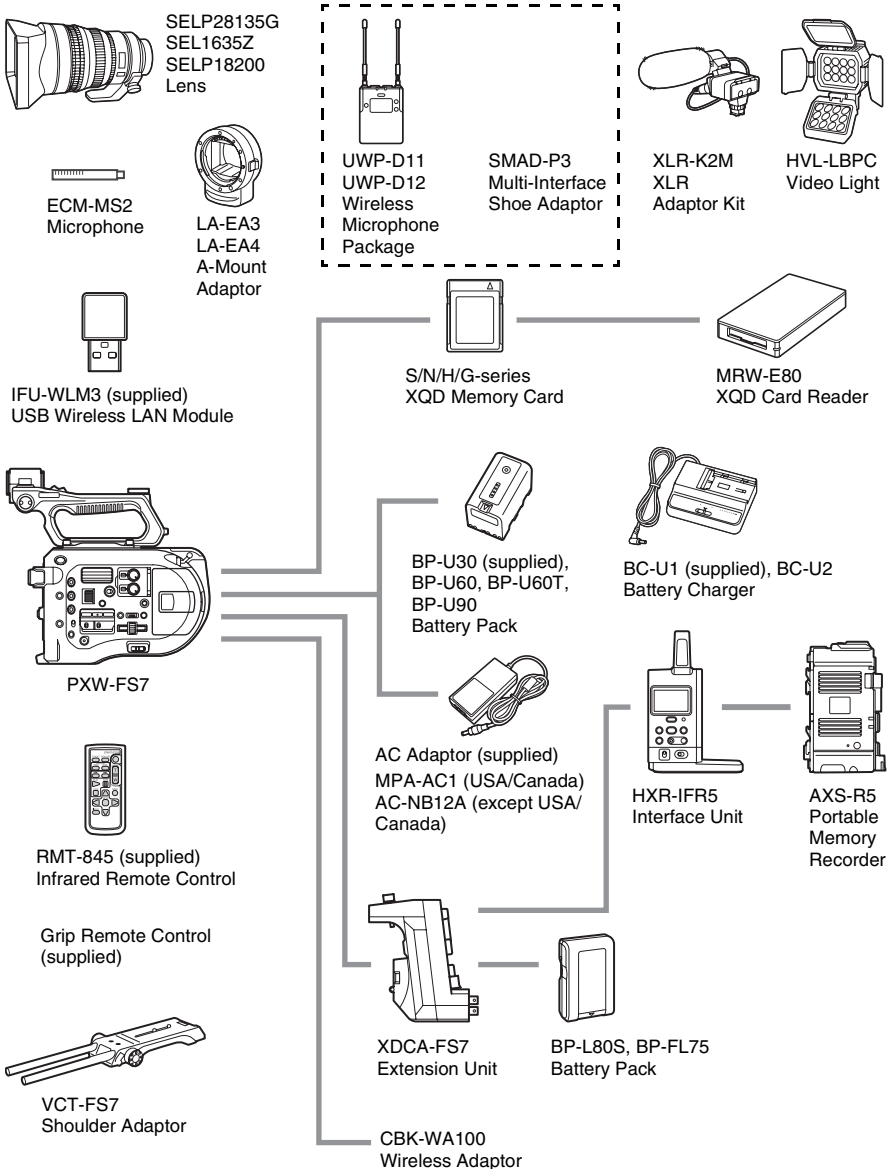 SELP28135G
SEL1635Z
SELP18200
Lens
UWP-D11
UWP-D12
Wireless
Microphone
Package
SMAD-P3
Multi-Interface
Shoe Adaptor
XLR-K2M
XLR
Adaptor Kit
HVL-LBPC
Video Light
ECM-MS2
Microphone
LA-EA3
LA-EA4
A-Mount
Adaptor
IFU-WLM3 (supplied)
USB Wireless LAN Module
S/N/H/G-series
XQD Memory Card
MRW-E80
XQD Card Reader
BP-U30 (supplied),
BP-U60, BP-U60T,
BP-U90
Battery Pack
BC-U1 (supplied), BC-U2
Battery Charger
PXW-FS7
AC Adaptor (supplied)
MPA-AC1 (USA/Canada)
AC-NB12A (except USA/
Canada)
HXR-IFR5
Interface Unit
AXS-R5
Portable
Memory
Recorder
RMT-845 (supplied)
Infrared Remote Control
Grip Remote Control
(supplied)
XDCA-FS7
Extension Unit
BP-L80S, BP-FL75
Battery Pack
VCT-FS7
Shoulder Adaptor
CBK-WA100
Wireless Adaptor